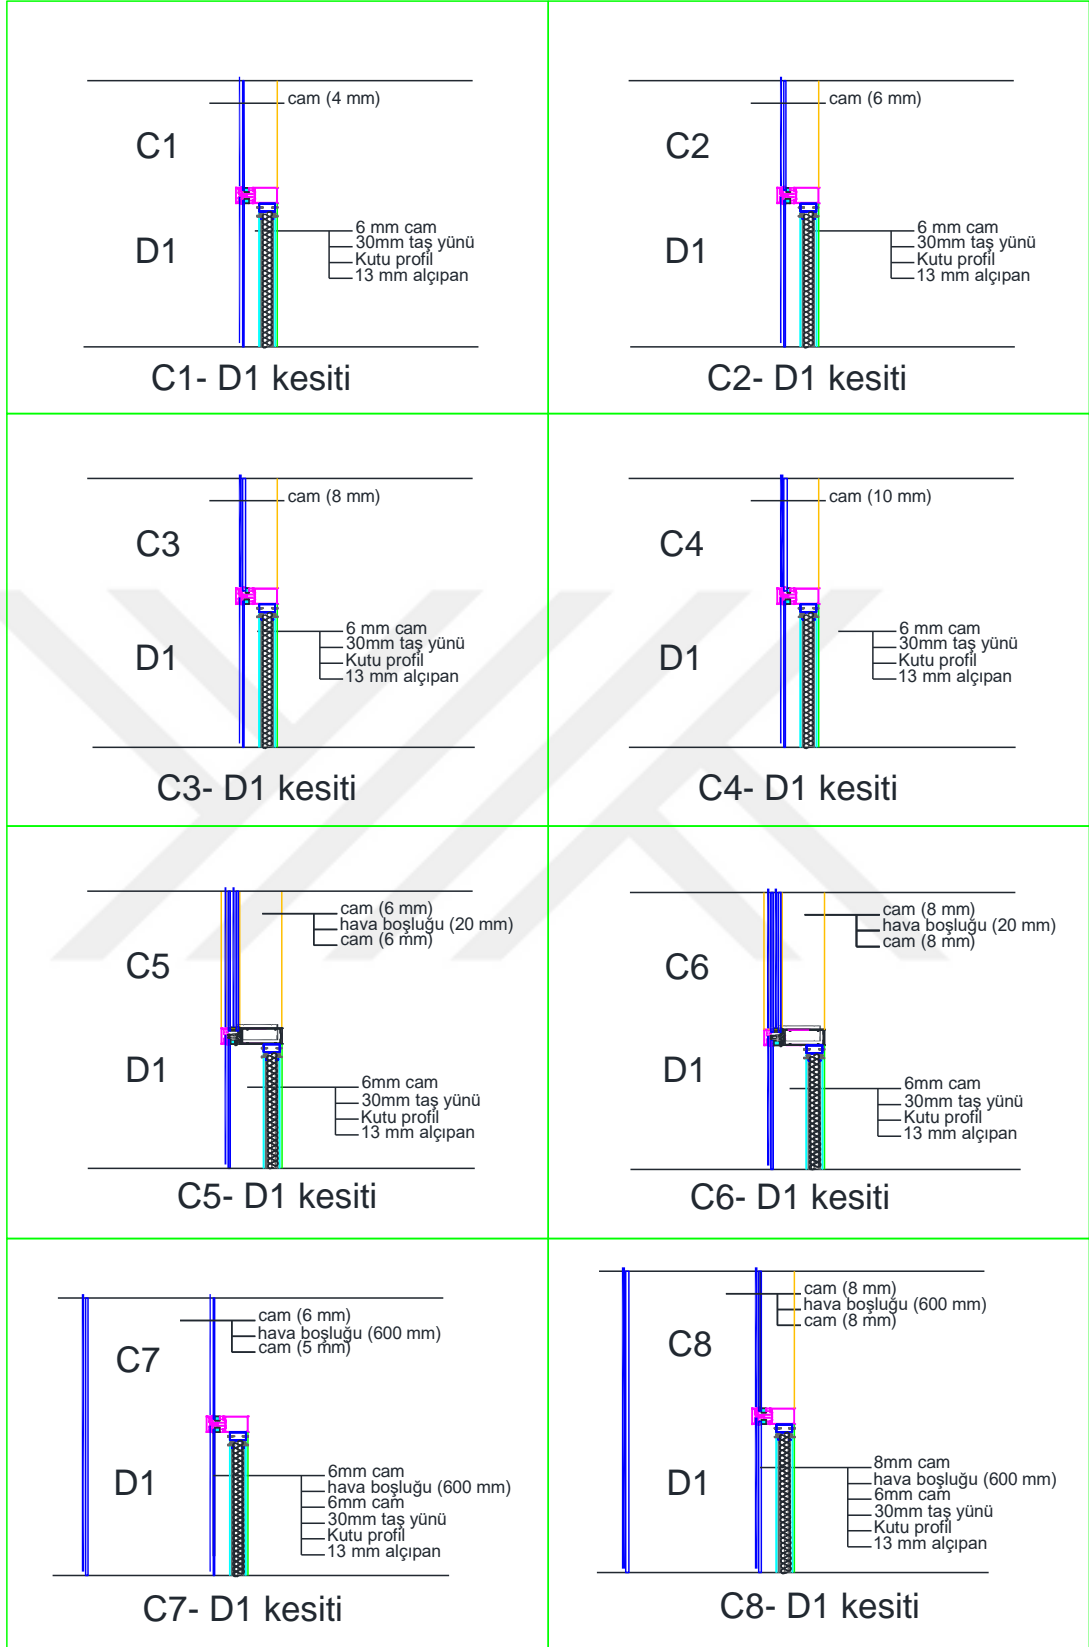 cam (4 mm)
C1
D1
6 mm cam
30mm taş yünü
Kutu profil
13 mm alçıpan
C1- D1 kesiti
cam (6 mm)
C2
D1
6 mm cam
30mm taş yünü
Kutu profil
13 mm alçıpan
C2- D1 kesiti
cam (8 mm)
C3
D1
6 mm cam
30mm taş yünü
Kutu profil
13 mm alçıpan
C3- D1 kesiti
cam (10 mm)
C4
D1
6 mm cam
30mm taş yünü
Kutu profil
13 mm alçıpan
C4- D1 kesiti
cam (6 mm)
hava boşluğu (20 mm)
cam (6 mm)
C5
D1
6mm cam
30mm taş yünü
Kutu profil
13 mm alçıpan
C5- D1 kesiti
cam (8 mm)
hava boşluğu (20 mm)
cam (8 mm)
C6
D1
6mm cam
30mm taş yünü
Kutu profil
13 mm alçıpan
C6- D1 kesiti
cam (6 mm)
hava boşluğu (600 mm)
cam (5 mm)
C7
D1
6mm cam
hava boşluğu (600 mm)
6mm cam
30mm taş yünü
Kutu profil
13 mm alçıpan
C7- D1 kesiti
cam (8 mm)
hava boşluğu (600 mm)
cam (8 mm)
C8
D1
8mm cam
hava boşluğu (600 mm)
6mm cam
30mm taş yünü
Kutu profil
13 mm alçıpan
C8- D1 kesiti